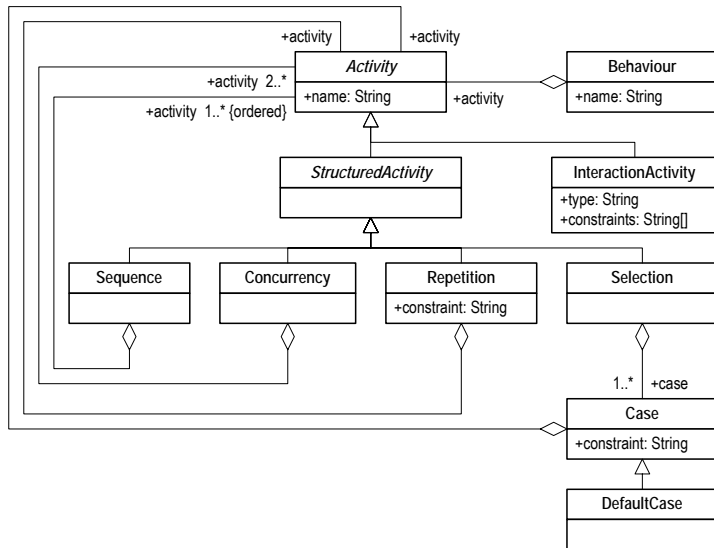 +activity
+activity
Activity
Behaviour
+activity 2..*
+name: String
+name: String
+activity 1..* {ordered}
+activity
StructuredActivity
InteractionActivity
+type: String
+constraints: String[]
Sequence
Concurrency
Repetition
Selection
+constraint: String
1..* +case
Case
+constraint: String
DefaultCase